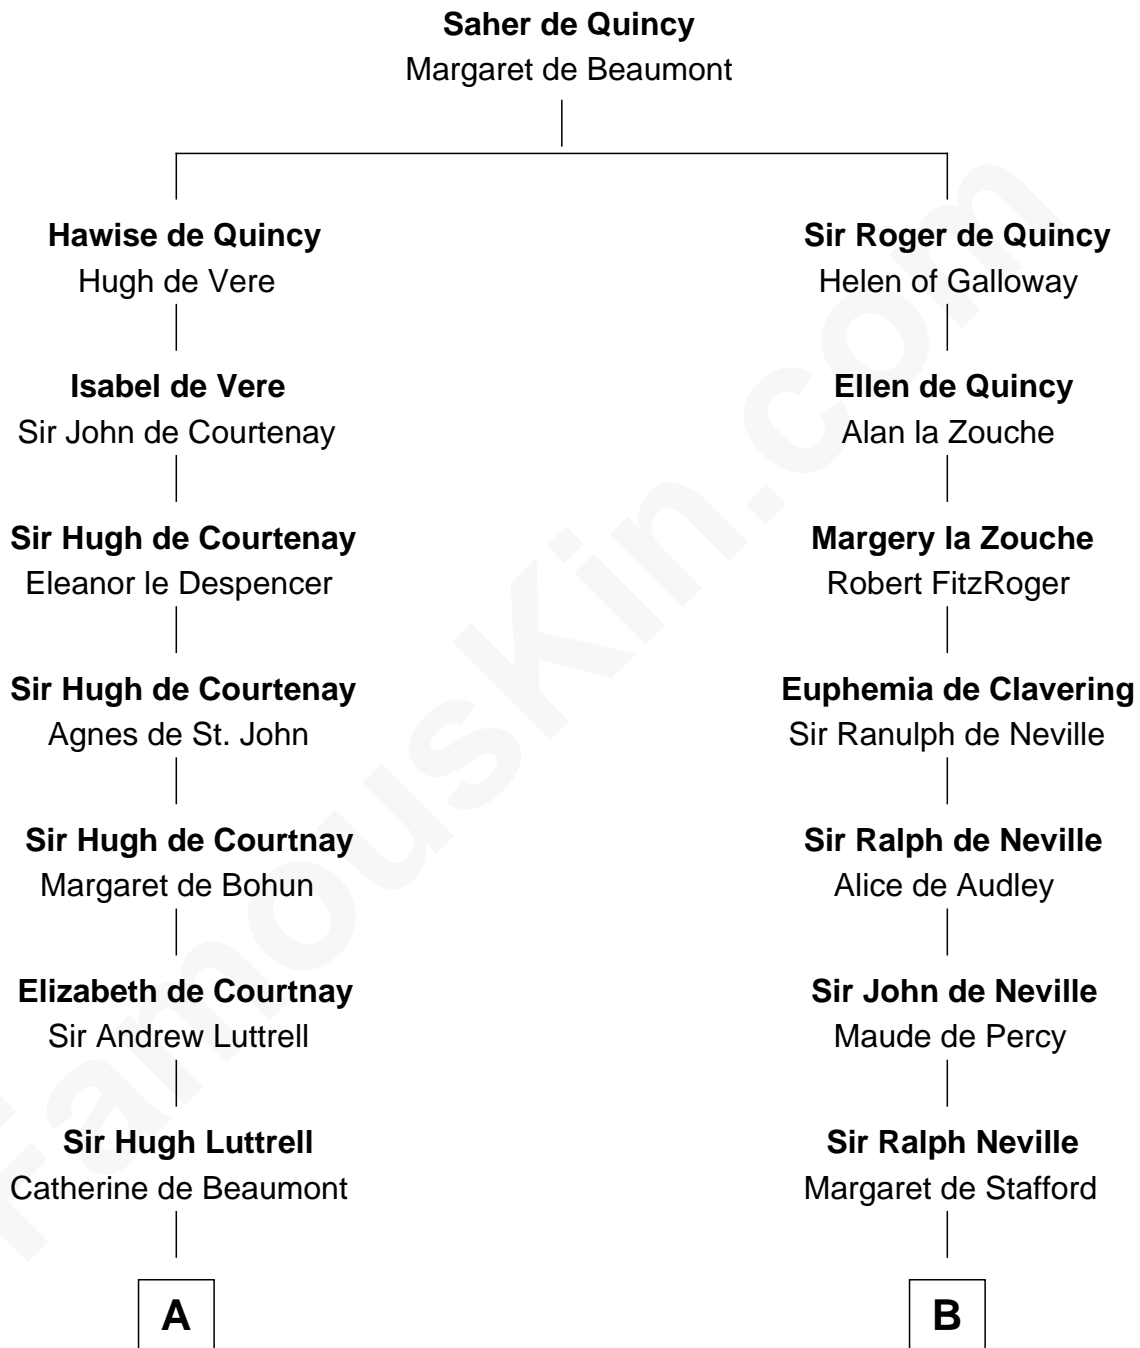 Saher de Quincy
Margaret de Beaumont
Hawise de Quincy
Hugh de Vere
Sir Roger de Quincy
Helen of Galloway
Isabel de Vere
Sir John de Courtenay
Ellen de Quincy
Alan la Zouche
Sir Hugh de Courtenay
Eleanor le Despencer
Margery la Zouche
Robert FitzRoger
Sir Hugh de Courtenay
Agnes de St. John
Euphemia de Clavering
Sir Ranulph de Neville
Sir Hugh de Courtnay
Margaret de Bohun
Sir Ralph de Neville
Alice de Audley
Elizabeth de Courtnay
Sir Andrew Luttrell
Sir John de Neville
Maude de Percy
Sir Hugh Luttrell
Catherine de Beaumont
Sir Ralph Neville
Margaret de Stafford
A
B
FamousKin.com